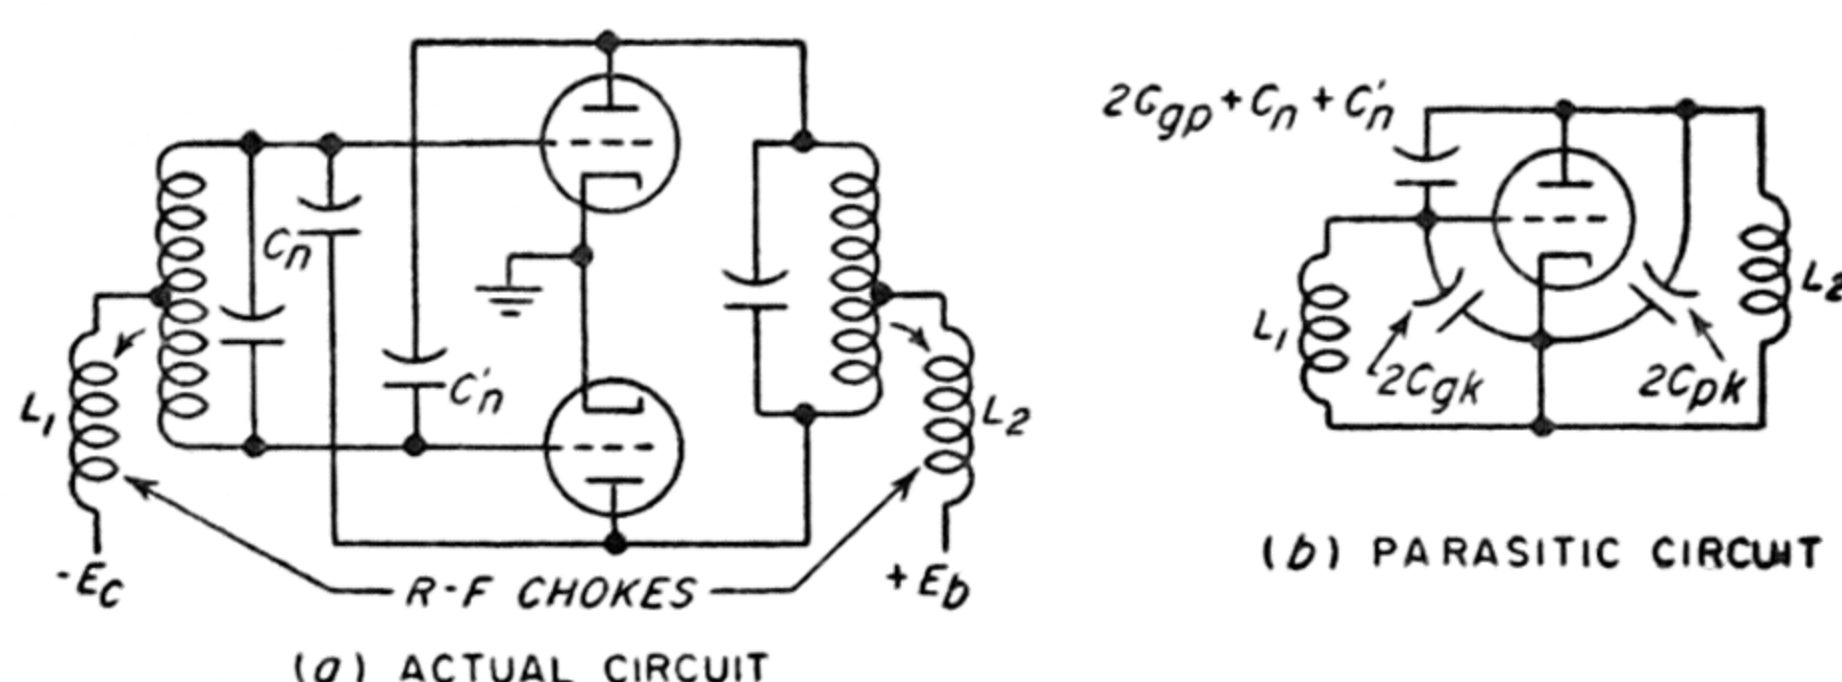 Cn
C'n
L1
L2
-Ec
R-F CHOKES
+Eb
(a) ACTUAL CIRCUIT
2Cgp + Cn + C'n
L1
L2
2Cgk
2Cpk
(b) PARASITIC CIRCUIT